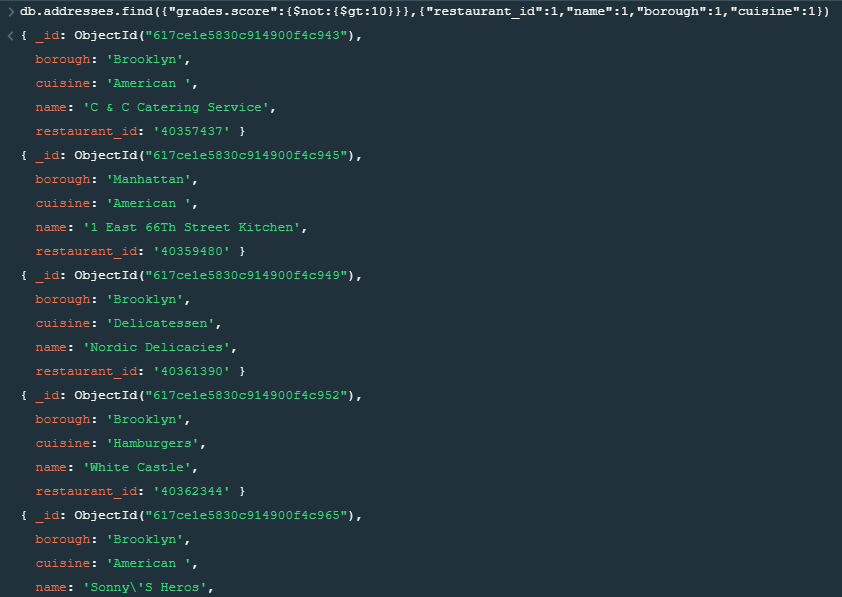 > db.addresses.find({"grades.score":{$not:{$gt:10}}},{"restaurant_id":1,"name":1,"borough":1,"cuisine":1})
< { _id: ObjectId("617ce1e5830c914900f4c943"),
borough: 'Brooklyn',
cuisine: 'American ',
name: 'C & C Catering Service',
restaurant_id: '40357437' }
{ _id: ObjectId("617ce1e5830c914900f4c945"),
borough: 'Manhattan',
cuisine: 'American ',
name: '1 East 66Th Street Kitchen',
restaurant_id: '40359480' }
{ _id: ObjectId("617ce1e5830c914900f4c949"),
borough: 'Brooklyn',
cuisine: 'Delicatessen',
name: 'Nordic Delicacies',
restaurant_id: '40361390' }
{ _id: ObjectId("617ce1e5830c914900f4c952"),
borough: 'Brooklyn',
cuisine: 'Hamburgers',
name: 'White Castle',
restaurant_id: '40362344' }
{ _id: ObjectId("617ce1e5830c914900f4c965"),
borough: 'Brooklyn',
cuisine: 'American ',
name: 'Sonny\'S Heros',